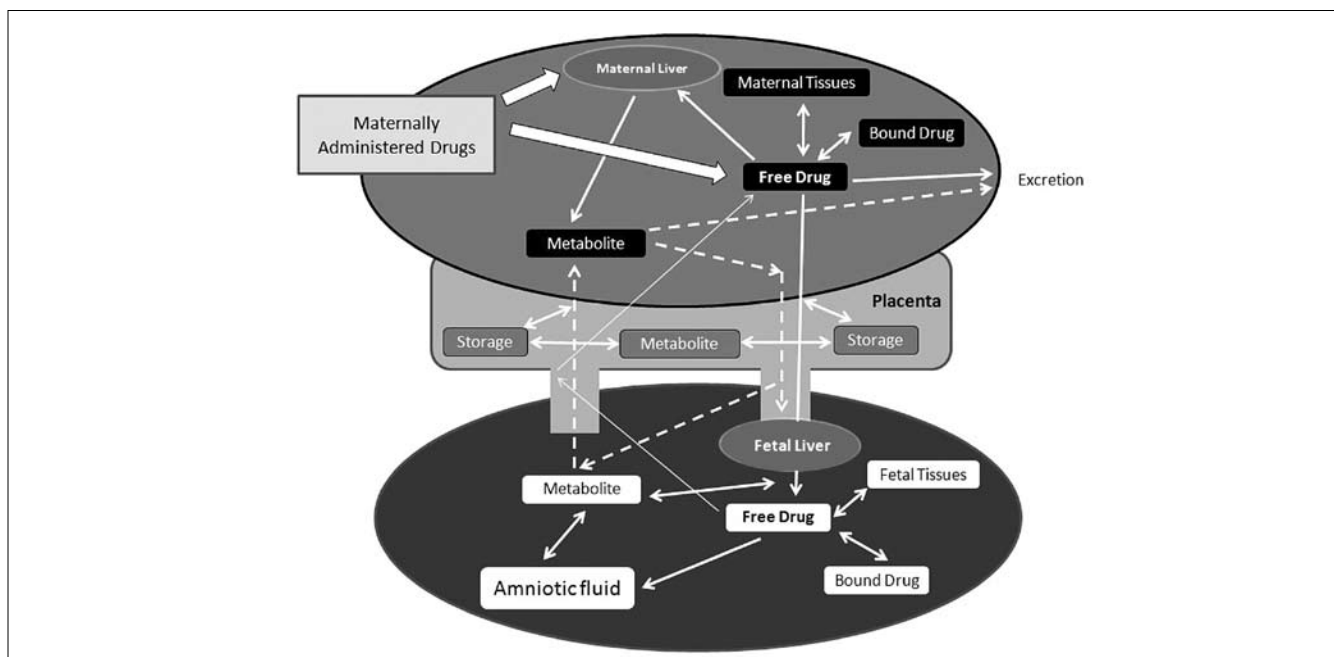 Maternal Liver
Maternal Tissues
Maternally
Administered Drugs
Bound Drug
Free Drug
Excretion
Metabolite
Placenta
Storage
Metabolite
Storage
Fetal Liver
Fetal Tissues
Metabolite
Free Drug
Amniotic fluid
Bound Drug